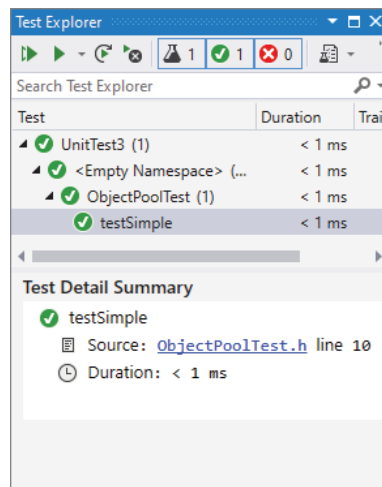 Test Explorer
1 1 0
Search Test Explorer
Test Duration Trai
UnitTest3 (1) < 1 ms
<Empty Namespace> (... < 1 ms
ObjectPoolTest (1) < 1 ms
testSimple < 1 ms
Test Detail Summary
testSimple
Source: ObjectPoolTest.h line 10
Duration: < 1 ms